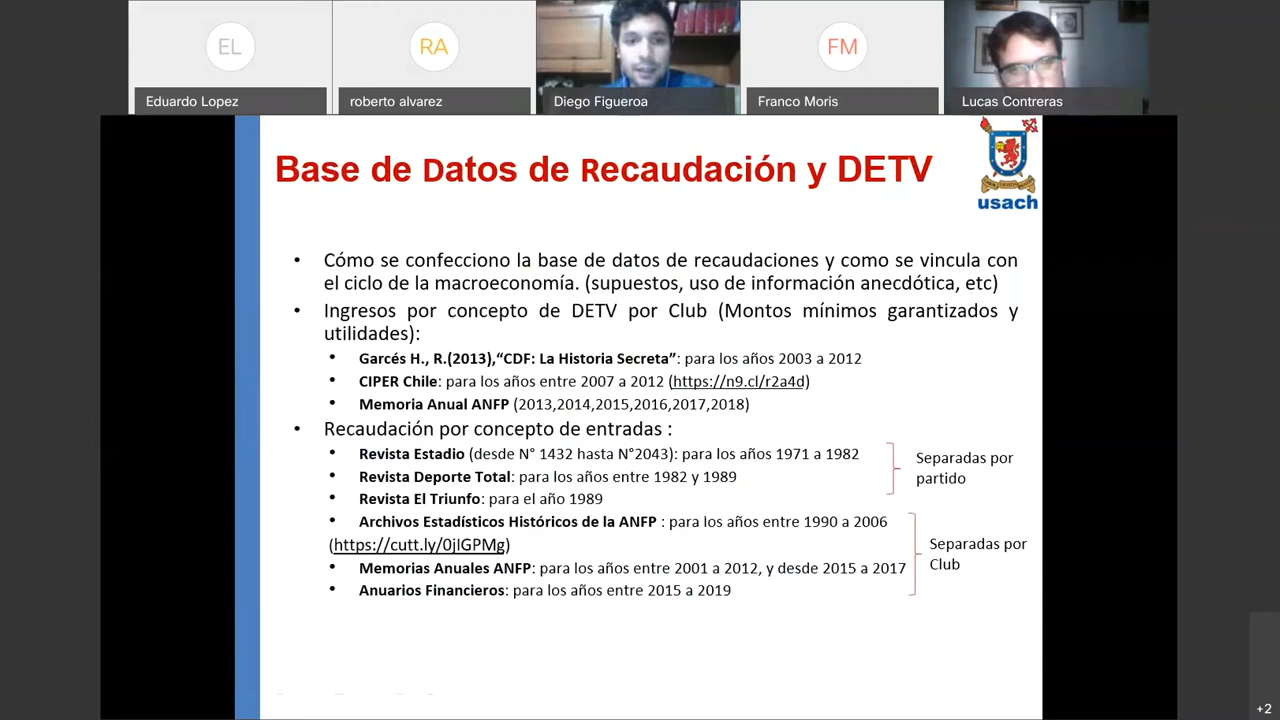 EL
RA
FM
Eduardo Lopez
roberto alvarez
Diego Figueroa
Franco Moris
Lucas Contreras
Base de Datos de Recaudación y DETV
usach
• Cómo se confecciono la base de datos de recaudaciones y como se vincula con
el ciclo de la macroeconomía. (supuestos, uso de información anecdótica, etc)
• Ingresos por concepto de DETV por Club (Montos mínimos garantizados y
utilidades):
• Garcés H., R.(2013),“CDF: La Historia Secreta”: para los años 2003 a 2012
• CIPER Chile: para los años entre 2007 a 2012 (https://n9.cl/r2a4d)
• Memoria Anual ANFP (2013,2014,2015,2016,2017,2018)
• Recaudación por concepto de entradas :
• Revista Estadio (desde N° 1432 hasta N°2043): para los años 1971 a 1982
• Revista Deporte Total: para los años entre 1982 y 1989
• Revista El Triunfo: para el año 1989
Separadas por
partido
• Archivos Estadísticos Históricos de la ANFP : para los años entre 1990 a 2006
(https://cutt.ly/0jIGPMg)
• Memorias Anuales ANFP: para los años entre 2001 a 2012, y desde 2015 a 2017
• Anuarios Financieros: para los años entre 2015 a 2019
Separadas por
Club
+2